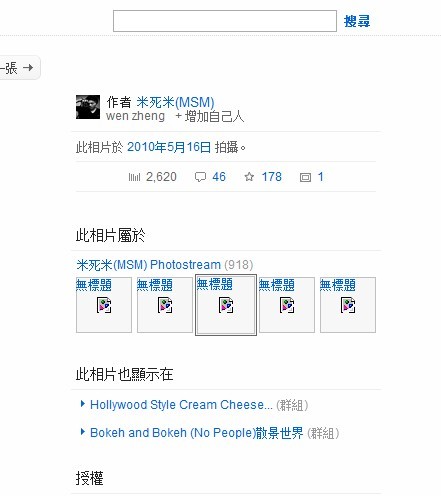 搜尋
一張 →
作者 米死米(MSM)
wen zheng + 增加自己人
此相片於 2010年5月16日 拍攝。
2,620 46 178 1
此相片屬於
米死米(MSM) Photostream (918)
無標題 無標題 無標題 無標題 無標題
此相片也顯示在
Hollywood Style Cream Cheese... (群組)
Bokeh and Bokeh (No People)散景世界 (群組)
授權